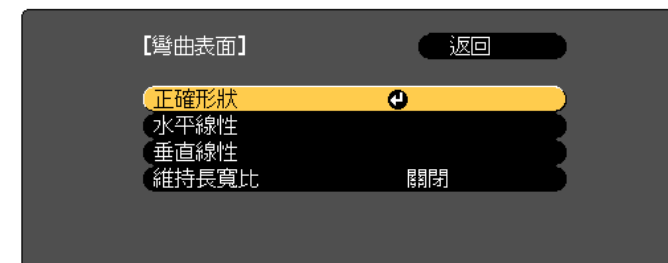 【彎曲表面】 返回
正確形狀
水平線性
垂直線性
維持長寬比 關閉